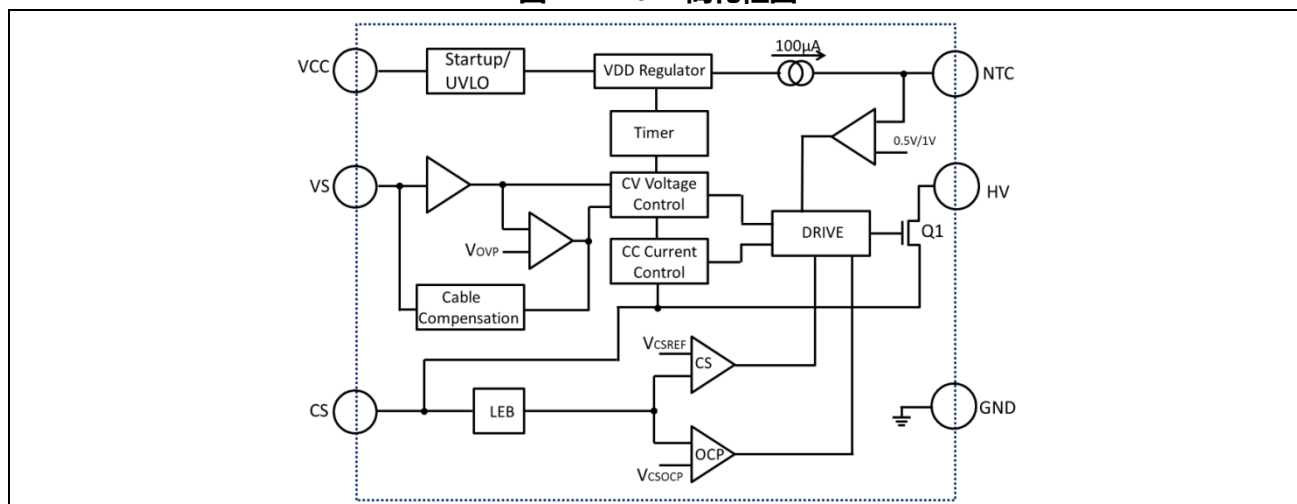 VCC
Startup/
UVLO
VDD Regulator
100μA
NTC
Timer
0.5V/1V
VS
CV Voltage
Control
HV
VOVP
DRIVE
Q1
CC Current
Control
Cable
Compensation
VCSREF
CS
CS
LEB
GND
OCP
VCSOCP